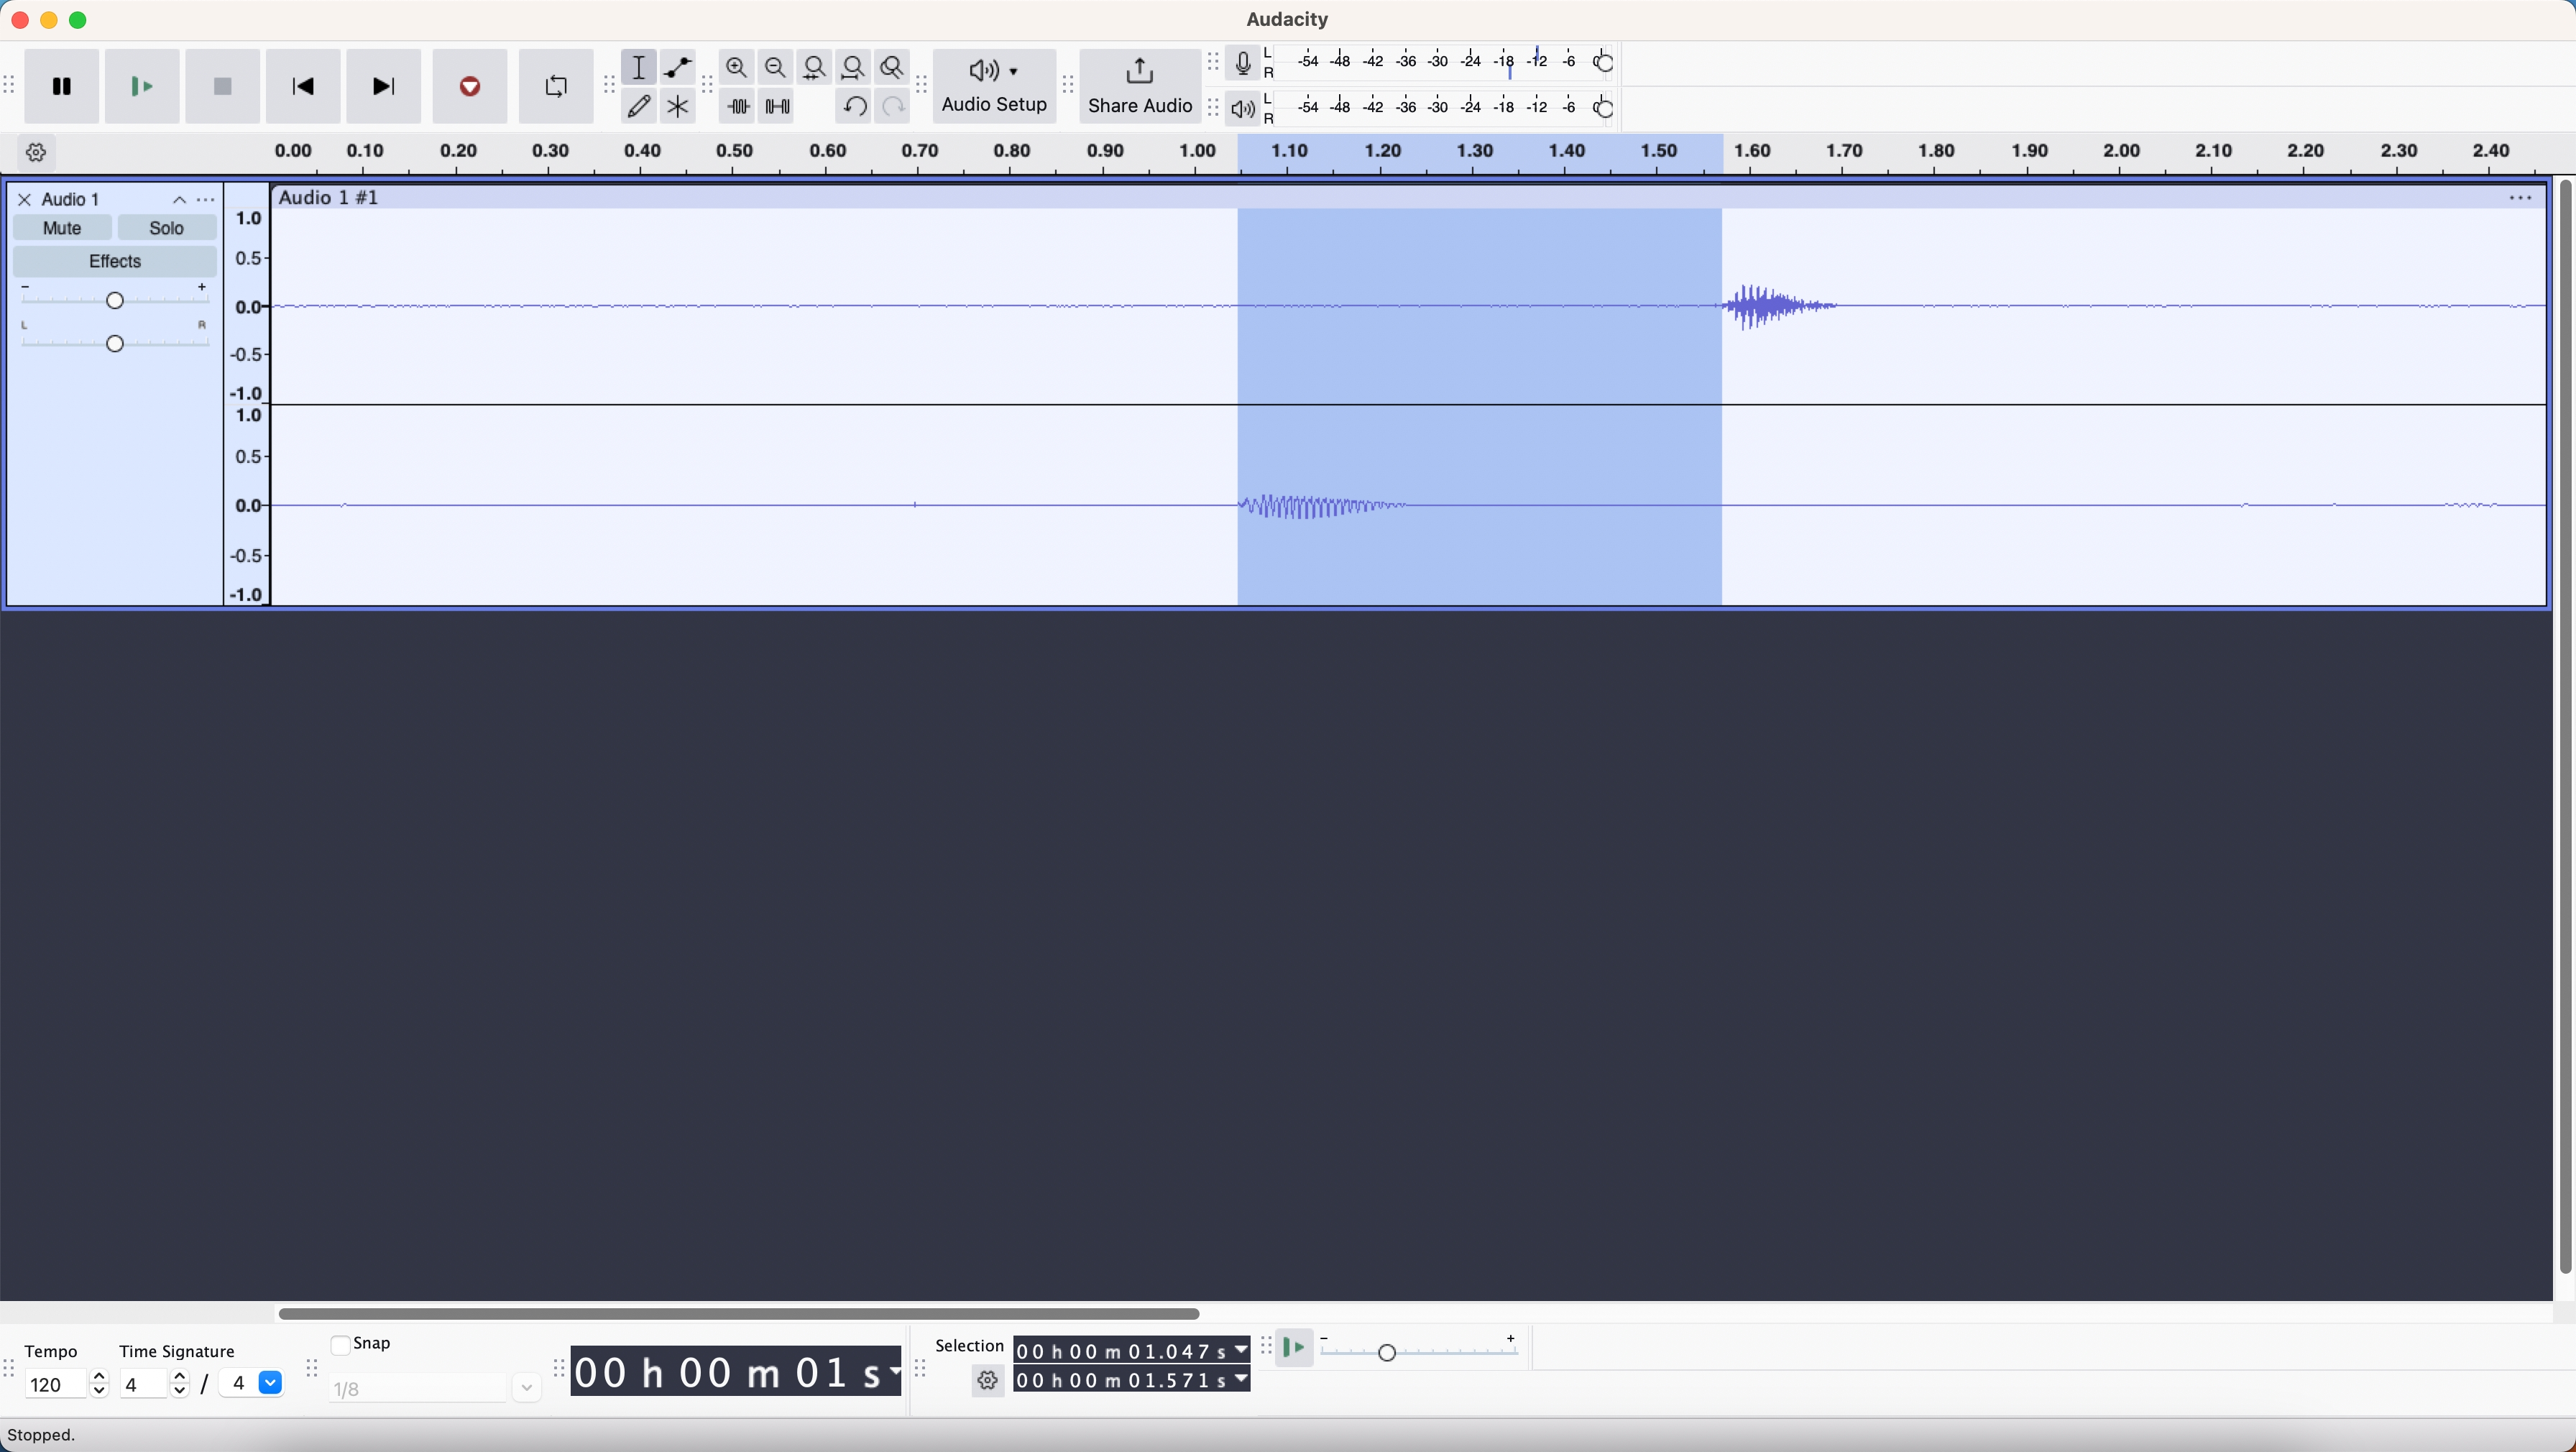 Audacity
Audio Setup
Share Audio
L
R
-54 -48 -42 -36 -30 -24 -18 -12 -6 0
L
R
-54 -48 -42 -36 -30 -24 -18 -12 -6 0
0.00 0.10 0.20 0.30 0.40 0.50 0.60 0.70 0.80 0.90 1.00 1.10 1.20 1.30 1.40 1.50 1.60 1.70 1.80 1.90 2.00 2.10 2.20 2.30 2.40
Audio 1
Mute Solo
Effects
- +
L R
Audio 1 #1
1.0
0.5
0.0
-0.5
-1.0
1.0
0.5
0.0
-0.5
-1.0
Tempo
120
Time Signature
4 / 4
Snap
1/8
00 h 00 m 01 s
Selection
00 h 00 m 01.047 s
00 h 00 m 01.571 s
- +
Stopped.